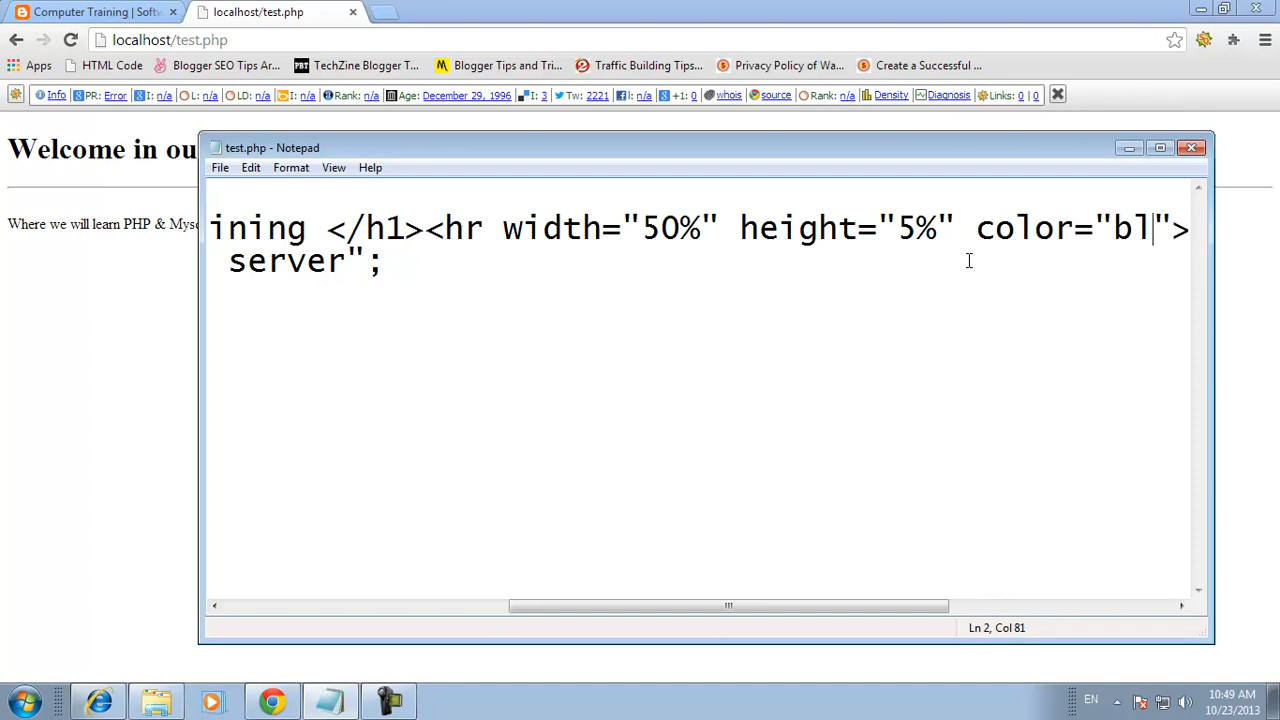 Computer Training | Softw
localhost/test.php
localhost/test.php
Apps
HTML Code
Blogger SEO Tips Ar...
PBT TechZine Blogger T...
Blogger Tips and Tri...
Traffic Building Tips...
Privacy Policy of Wa...
Create a Successful ...
Info
PR: Error
I: n/a
LD: n/a
L: n/a
I: n/a
Rank: n/a
Age: December 29, 1996
I: 3
Tw: 2221
l: n/a
+1: 0
whois
source
Rank: n/a
Density
Diagnosis
Links: 0 | 0
Welcome in ou
Where we will learn PHP & Mysq
test.php - Notepad
File Edit Format View Help
ining </h1><hr width="50%" height="5%" color="bl">
server";
Ln 2, Col 81
EN
10:49 AM
10/23/2013